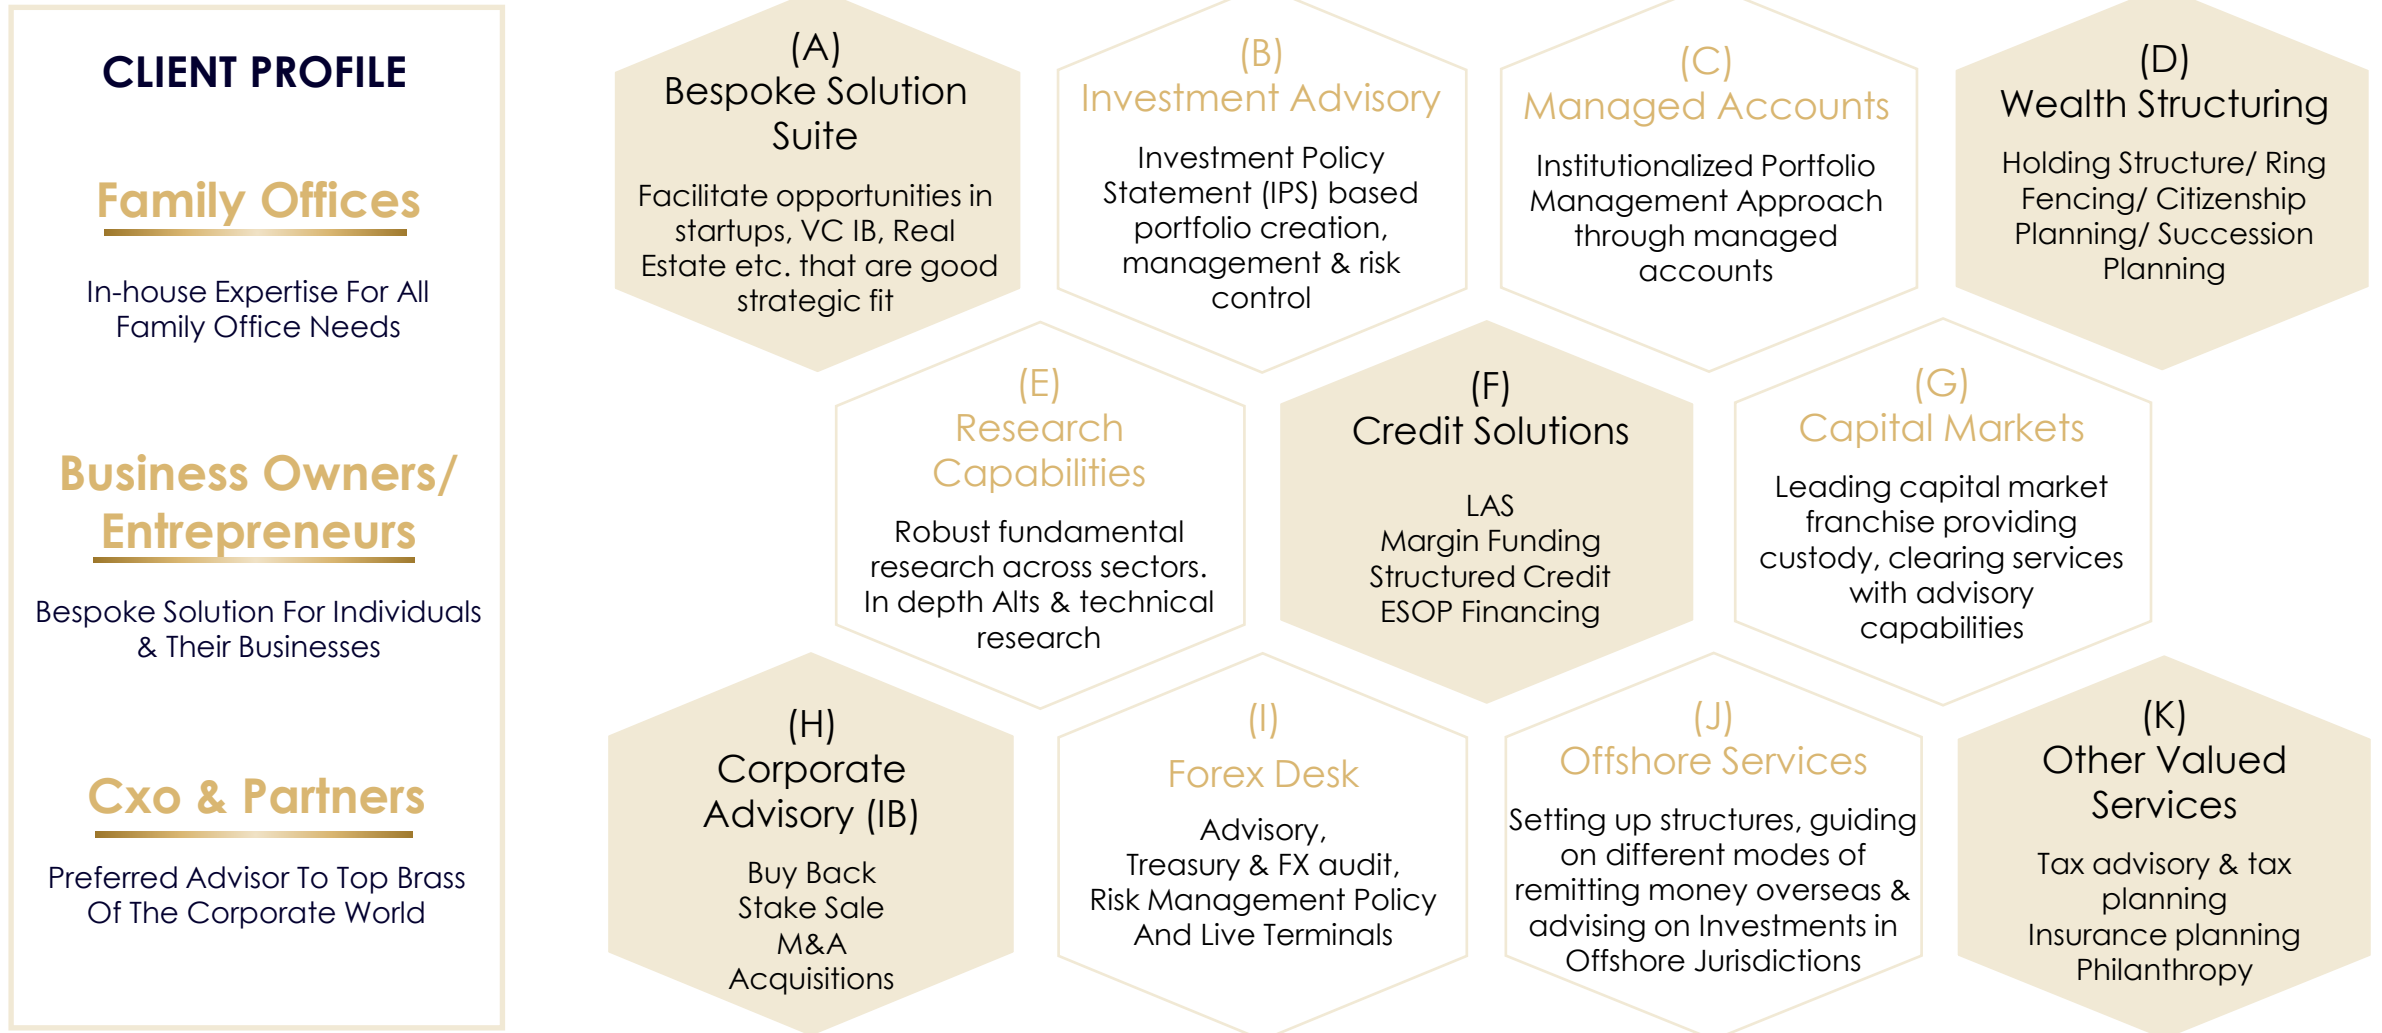 CLIENT PROFILE
Family Offices
In-house Expertise For All
Family Office Needs
Business Owners/
Entrepreneurs
Bespoke Solution For Individuals
& Their Businesses
Cxo & Partners
Preferred Advisor To Top Brass
Of The Corporate World
(A)
Bespoke Solution
Suite
Facilitate opportunities in
startups, VC IB, Real
Estate etc. that are good
strategic fit
(B)
Investment Advisory
Investment Policy
Statement (IPS) based
portfolio creation,
management & risk
control
(C)
Managed Accounts
Institutionalized Portfolio
Management Approach
through managed
accounts
(D)
Wealth Structuring
Holding Structure/ Ring
Fencing/ Citizenship
Planning/ Succession
Planning
(E)
Research
Capabilities
Robust fundamental
research across sectors.
In depth Alts & technical
research
(F)
Credit Solutions
LAS
Margin Funding
Structured Credit
ESOP Financing
(G)
Capital Markets
Leading capital market
franchise providing
custody, clearing services
with advisory
capabilities
(H)
Corporate
Advisory (IB)
Buy Back
Stake Sale
M&A
Acquisitions
(I)
Forex Desk
Advisory,
Treasury & FX audit,
Risk Management Policy
And Live Terminals
(J)
Offshore Services
Setting up structures, guiding
on different modes of
remitting money overseas &
advising on Investments in
Offshore Jurisdictions
(K)
Other Valued
Services
Tax advisory & tax
planning
Insurance planning
Philanthropy